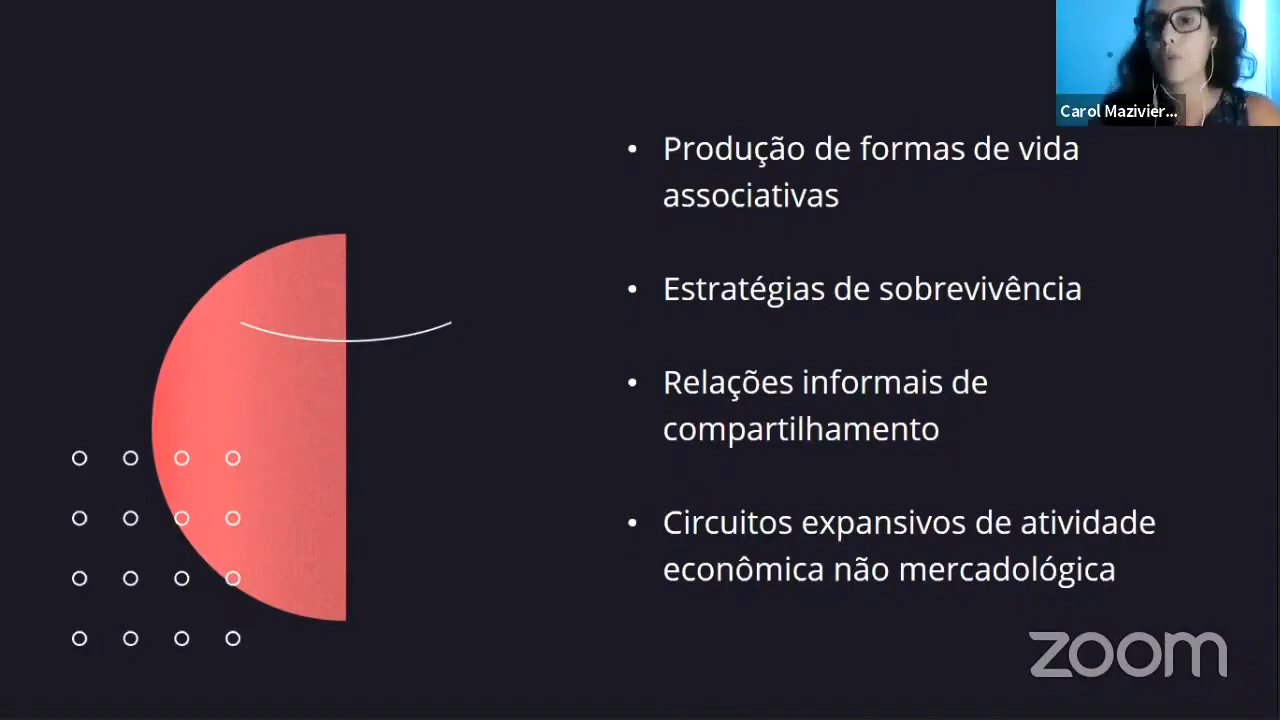 Carol Mazivier...
• Produção de formas de vida
associativas
• Estratégias de sobrevivência
• Relações informais de
compartilhamento
• Circuitos expansivos de atividade
econômica não mercadológica
zoom